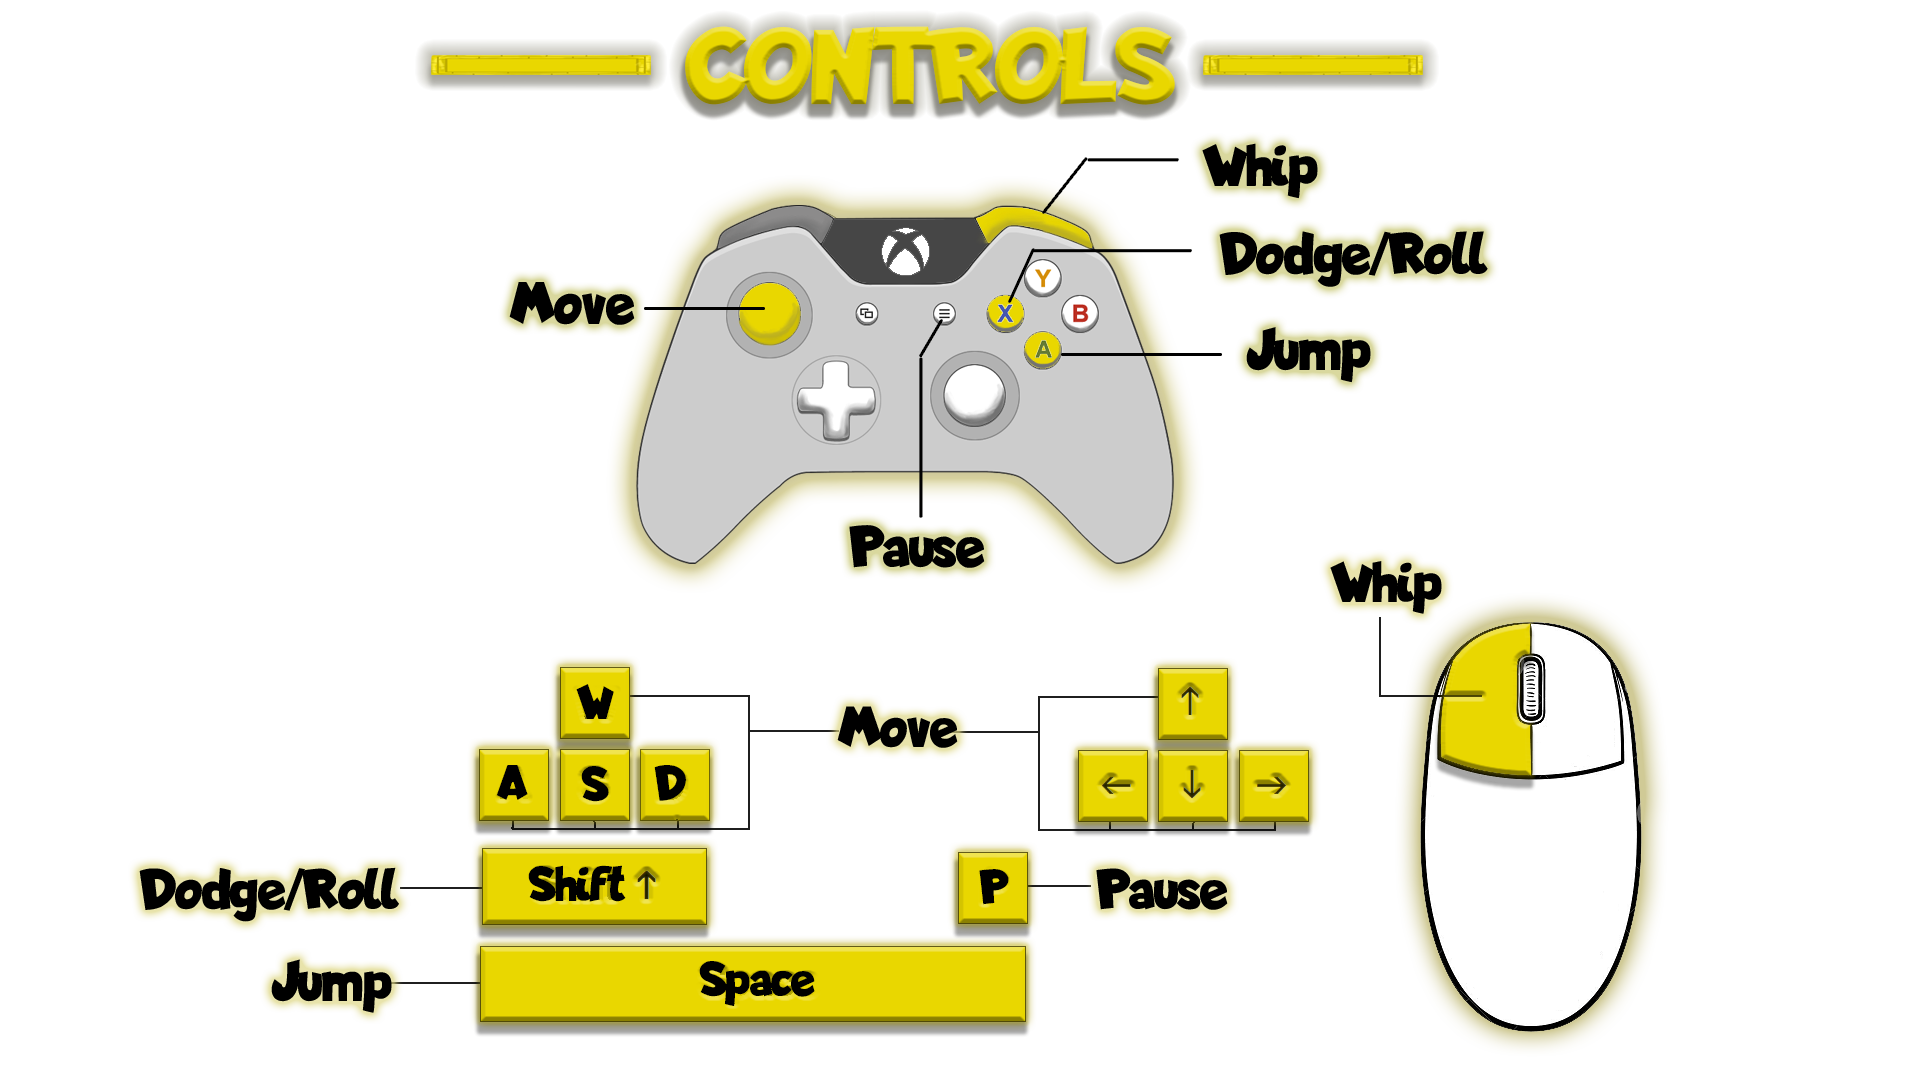 CONTROLS
Whip
Dodge/Roll
Move
Y
X
B
A
Jump
Pause
Whip
W
Move
↑
A S D
← ↓ →
Dodge/Roll
Shift ↑
P
Pause
Jump
Space